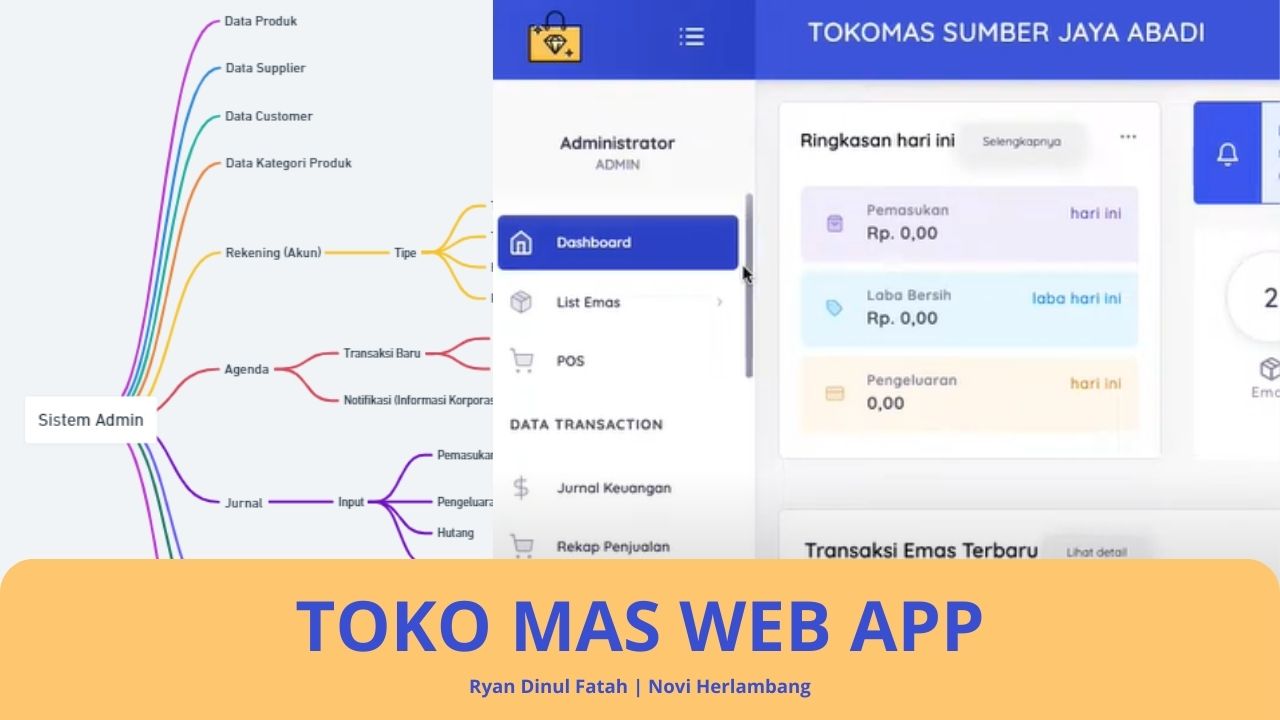 Data Produk
Data Supplier
Data Customer
Data Kategori Produk
Rekening (Akun)
Tipe
Agenda
Transaksi Baru
Notifikasi (Informasi Korporas
Sistem Admin
Jurnal
Input
Pemasukan
Pengeluara
Hutang
TOKOMAS SUMBER JAYA ABADI
Administrator
ADMIN
Dashboard
List Emas
POS
DATA TRANSACTION
Jurnal Keuangan
Rekap Penjualan
Ringkasan hari ini
Selengkapnya
Pemasukan
hari ini
Rp. 0,00
Laba Bersih
laba hari ini
Rp. 0,00
Pengeluaran
hari ini
0,00
2
Transaksi Emas Terbaru
Lihat detail
TOKO MAS WEB APP
Ryan Dinul Fatah | Novi Herlambang